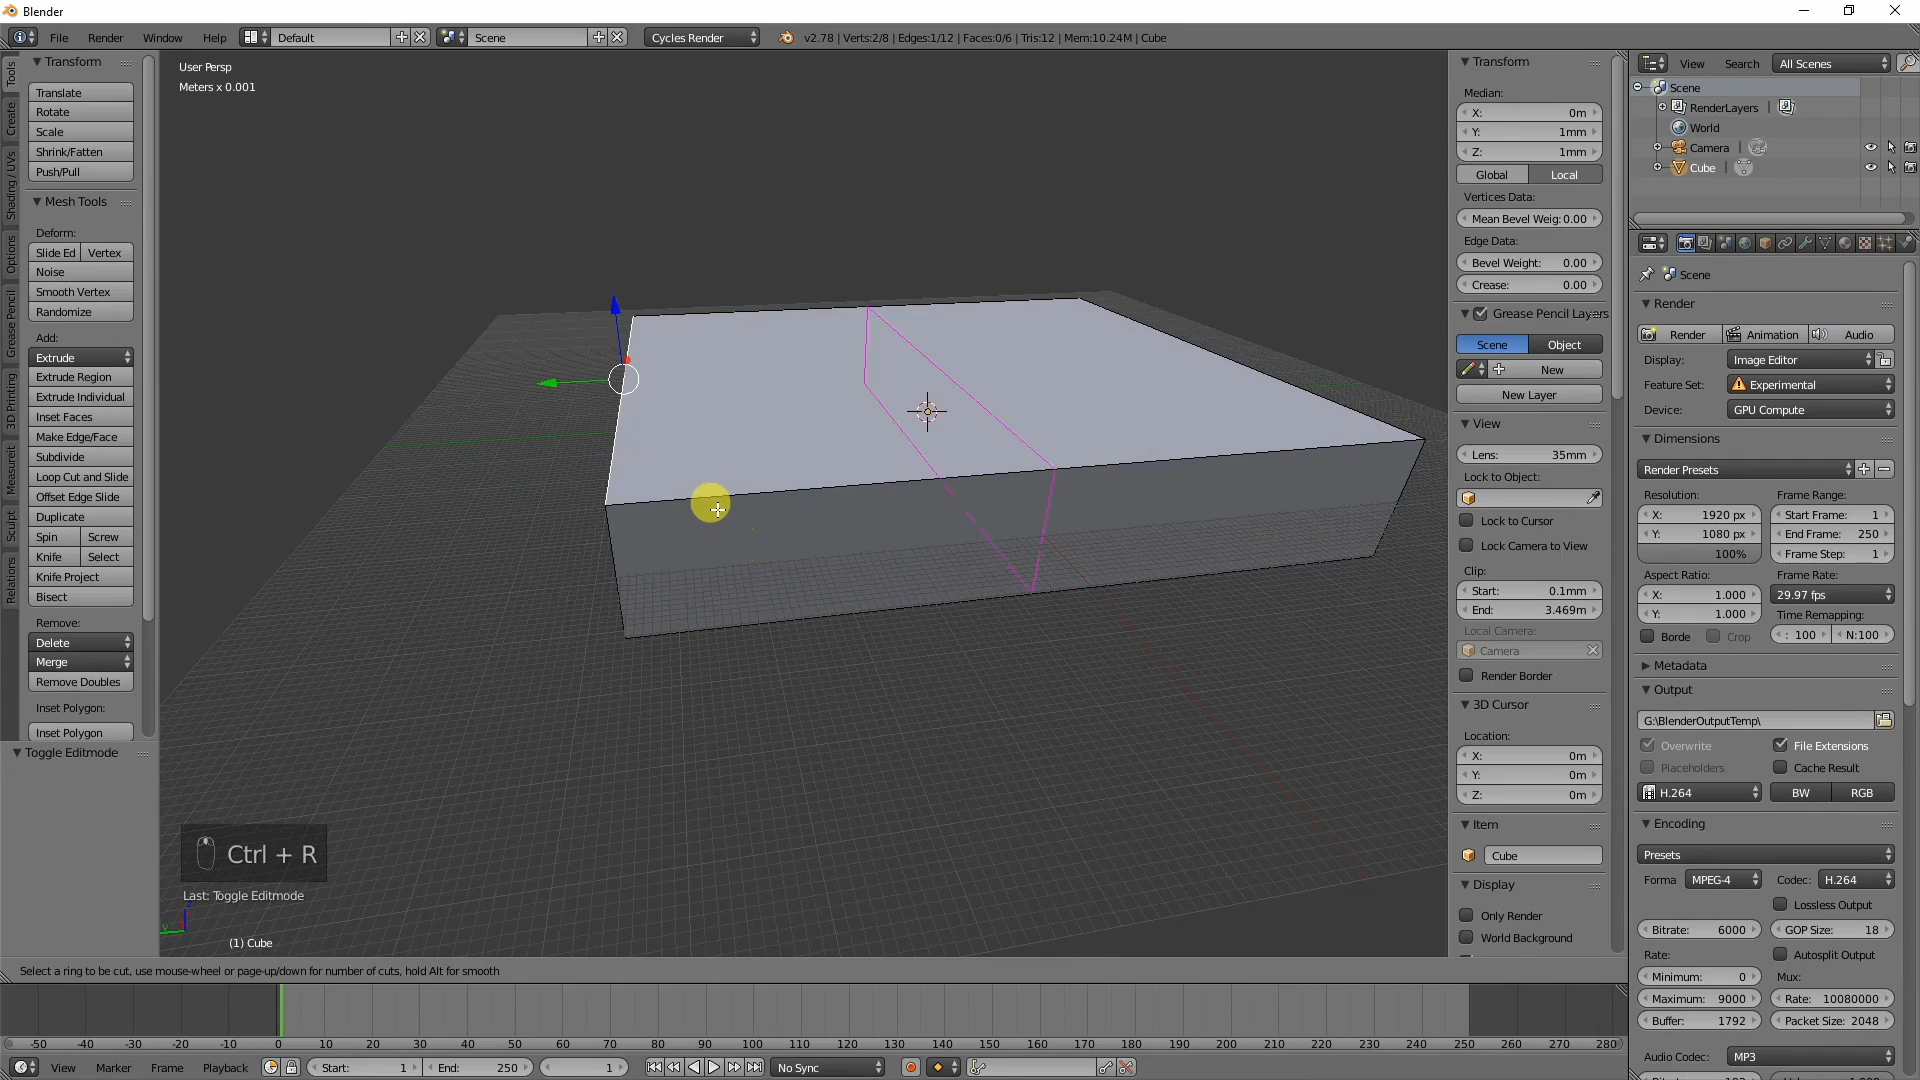 Blender
File Render Window Help Default Scene Cycles Render v2.78 | Verts:2/8 | Edges:1/12 | Faces:0/6 | Tris:12 | Mem:10.24M | Cube
Tools
Create
Shading / UVs
Options
Grease Pencil
3D Printing
Measureit
Sculpt
Relations
Transform
Translate
Rotate
Scale
Shrink/Fatten
Push/Pull
Mesh Tools
Deform:
Slide Ed Vertex
Noise
Smooth Vertex
Randomize
Add:
Extrude
Extrude Region
Extrude Individual
Inset Faces
Make Edge/Face
Subdivide
Loop Cut and Slide
Offset Edge Slide
Duplicate
Spin Screw
Knife Select
Knife Project
Bisect
Remove:
Delete
Merge
Remove Doubles
Inset Polygon:
Inset Polygon
Toggle Editmode
User Persp
Meters x 0.001
Ctrl + R
Last: Toggle Editmode
y
(1) Cube
Transform
Median:
X: 0m
Y: 1mm
Z: 1mm
Global Local
Vertices Data:
Mean Bevel Weig: 0.00
Edge Data:
Bevel Weight: 0.00
Crease: 0.00
Grease Pencil Layers
Scene Object
New
New Layer
View
Lens: 35mm
Lock to Object:
Lock to Cursor
Lock Camera to View
Clip:
Start: 0.1mm
End: 3.469m
Local Camera:
Camera
Render Border
3D Cursor
Location:
X: 0m
Y: 0m
Z: 0m
Item
Cube
Display
Only Render
World Background
View Search All Scenes
Scene
RenderLayers |
World
Camera |
Cube |
Scene
Render
Render Animation Audio
Display: Image Editor
Feature Set: Experimental
Device: GPU Compute
Dimensions
Render Presets
Resolution: Frame Range:
X: 1920 px Start Frame: 1
Y: 1080 px End Frame: 250
100% Frame Step: 1
Aspect Ratio: Frame Rate:
X: 1.000 29.97 fps
Y: 1.000 Time Remapping:
Borde Crop : 100 N:100
Metadata
Output
G:\BlenderOutputTemp\
Overwrite File Extensions
Placeholders Cache Result
H.264 BW RGB
Encoding
Presets
Forma MPEG-4 Codec: H.264
Lossless Output
Bitrate: 6000 GOP Size: 18
Rate: Autosplit Output
Minimum: 0 Mux:
Maximum: 9000 Rate: 10080000
Buffer: 1792 Packet Size: 2048
Audio Codec: MP3
Select a ring to be cut, use mouse-wheel or page-up/down for number of cuts, hold Alt for smooth
-50 -40 -30 -20 -10 0 10 20 30 40 50 60 70 80 90 100 110 120 130 140 150 160 170 180 190 200 210 220 230 240 250 260 270 280
View Marker Frame Playback Start: 1 End: 250 1 No Sync